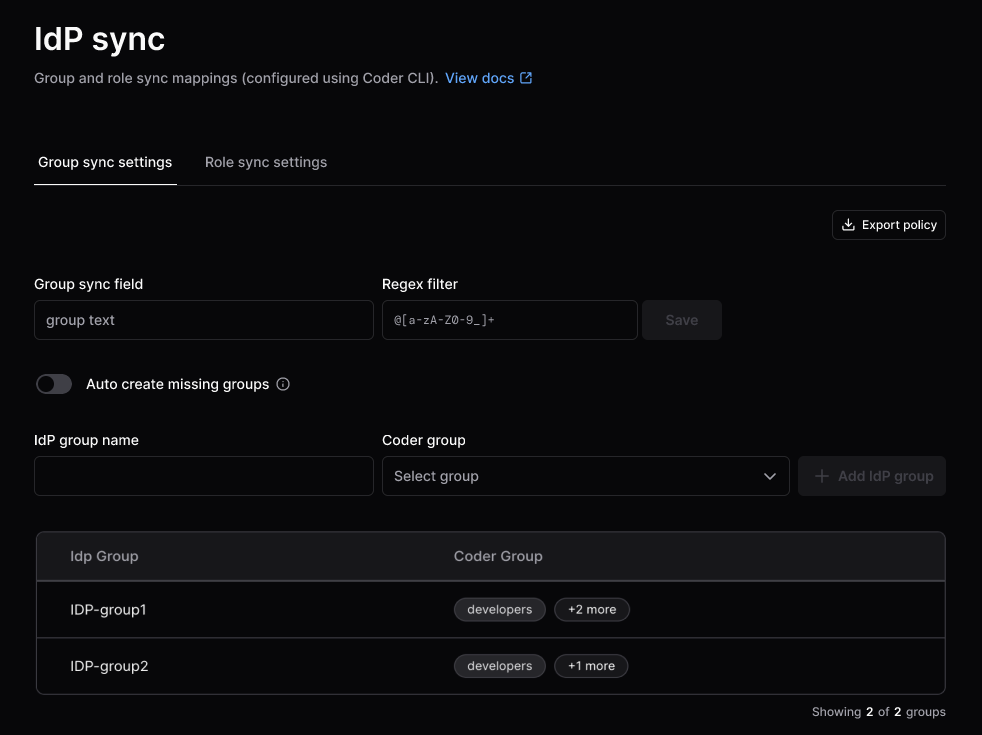 IdP sync
Group and role sync mappings (configured using Coder CLI). View docs
Group sync settings Role sync settings
Export policy
Group sync field Regex filter
group text @[a-zA-Z0-9_]+ Save
Auto create missing groups
IdP group name Coder group
Select group Add IdP group
Idp Group Coder Group
IDP-group1 developers +2 more
IDP-group2 developers +1 more
Showing 2 of 2 groups